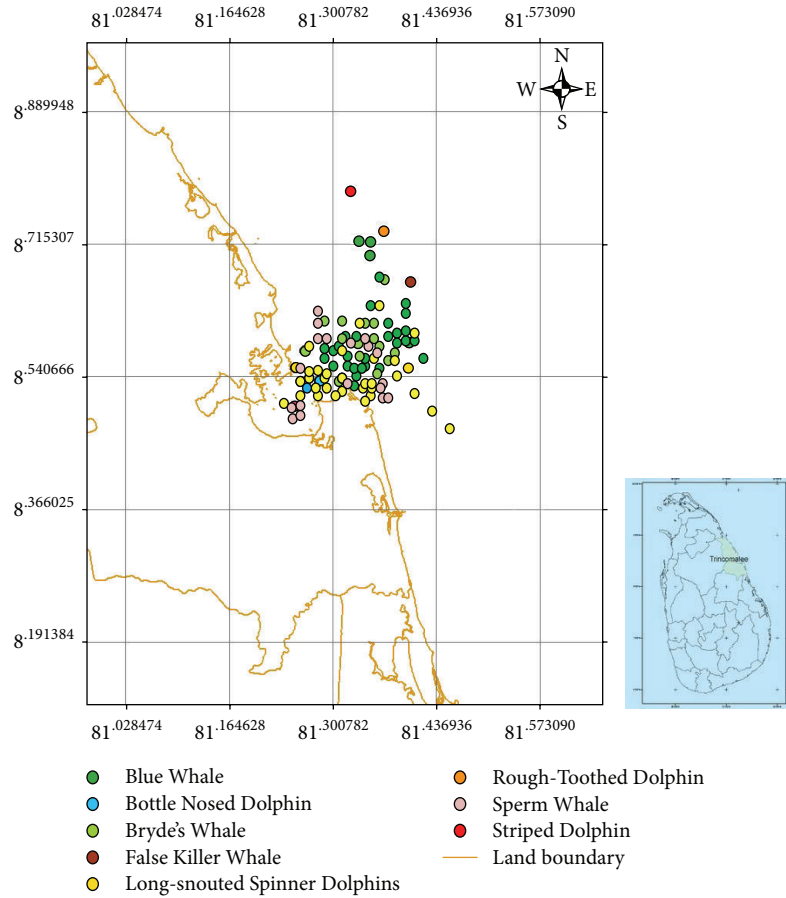 81.028474 81.164628 81.300782 81.436936 81.573090
N
W E
S
8.889948
8.715307
8.540666
8.366025
8.191384
Trincomalee
81.028474 81.164628 81.300782 81.436936 81.573090
Blue Whale
Bottle Nosed Dolphin
Bryde's Whale
False Killer Whale
Long-snouted Spinner Dolphins
Rough-Toothed Dolphin
Sperm Whale
Striped Dolphin
Land boundary